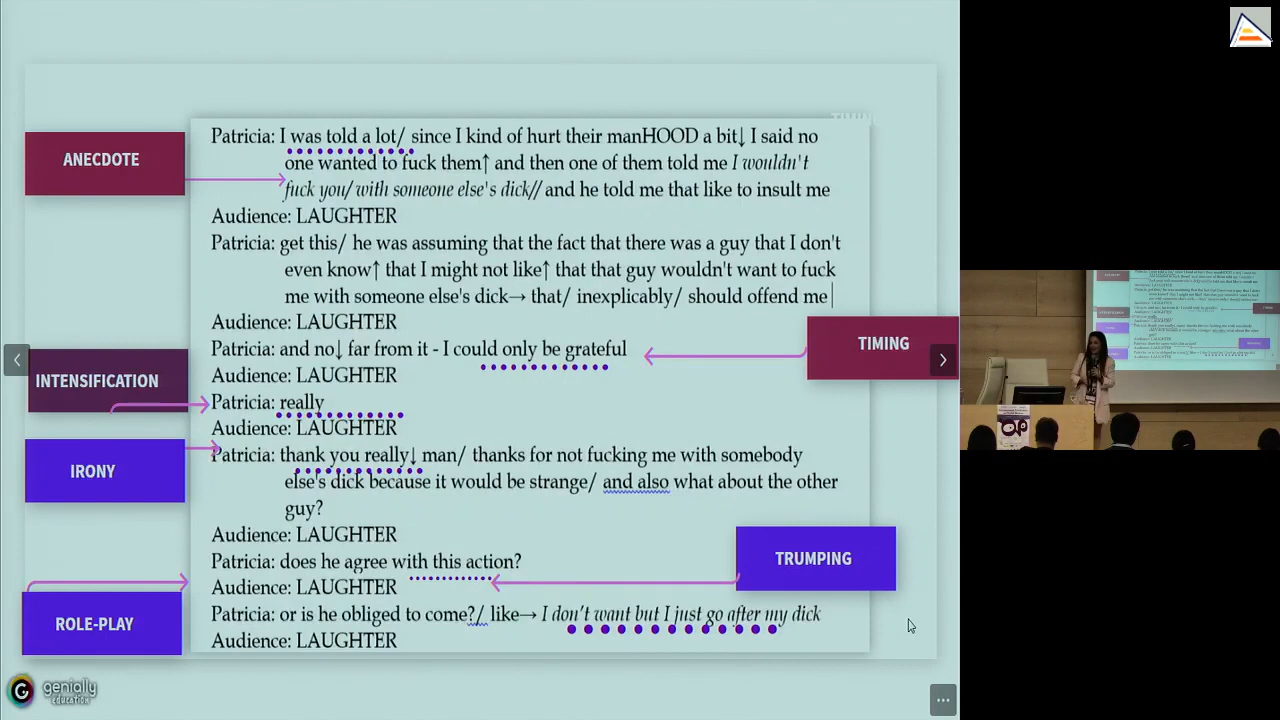 Patricia: I was told a lot/ since I kind of hurt their manHOOD a bit↓ I said no
one wanted to fuck them↑ and then one of them told me I wouldn't
fuck you/ with someone else's dick// and he told me that like to insult me
Audience: LAUGHTER
Patricia: get this/ he was assuming that the fact that there was a guy that I don't
even know↑ that I might not like↑ that that guy wouldn't want to fuck
me with someone else's dick→ that/ inexplicably/ should offend me
Audience: LAUGHTER
Patricia: and no↓ far from it - I could only be grateful
Audience: LAUGHTER
Patricia: really
Audience: LAUGHTER
Patricia: thank you really↓ man/ thanks for not fucking me with somebody
else's dick because it would be strange/ and also what about the other
guy?
Audience: LAUGHTER
Patricia: does he agree with this action?
Audience: LAUGHTER
Patricia: or is he obliged to come?/ like→ I don't want but I just go after my dick
Audience: LAUGHTER
ANECDOTE
INTENSIFICATION
IRONY
ROLE-PLAY
TIMING
TRUMPING
genially
EDUCATION